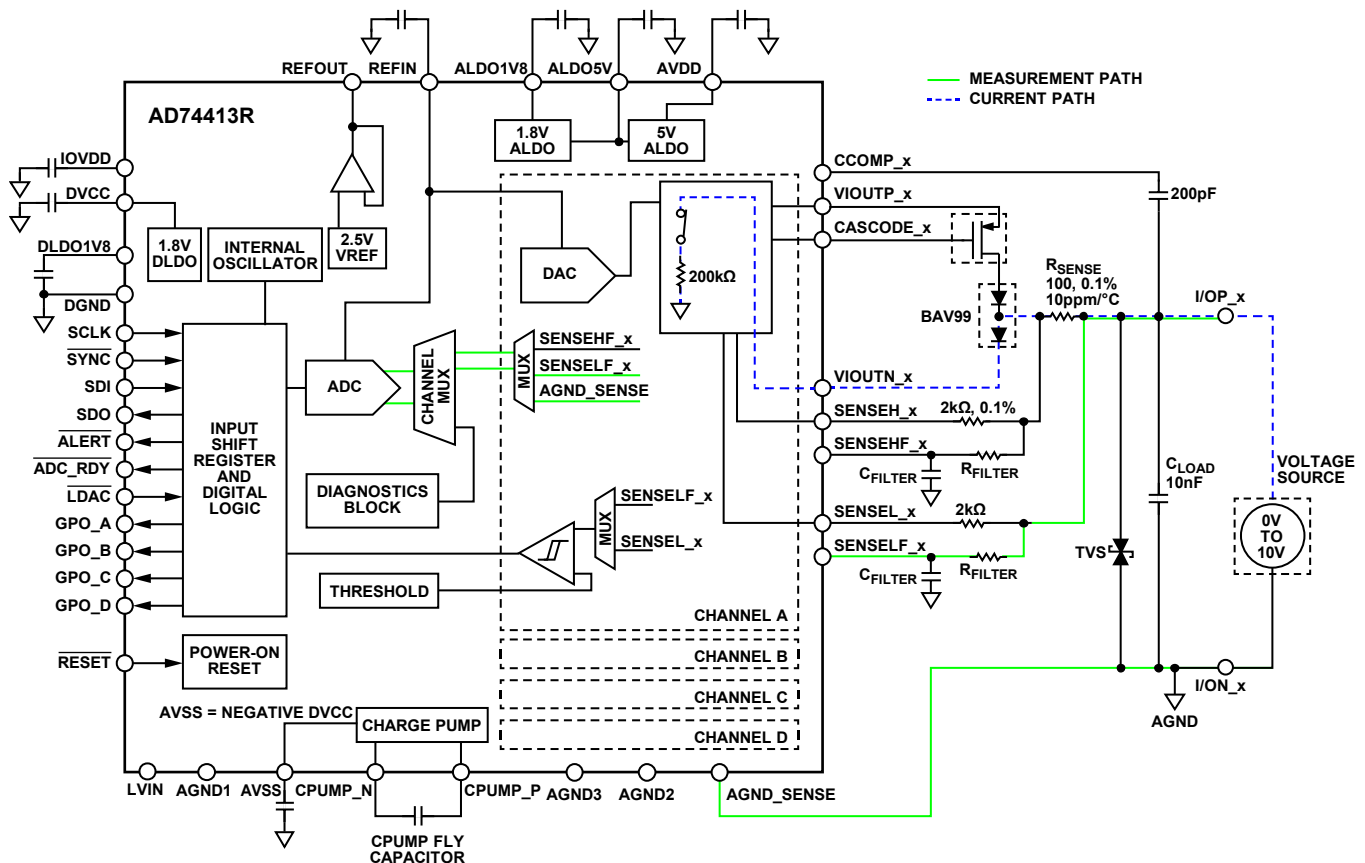 REFOUT
REFIN
ALDO1V8
ALDO5V
AVDD
MEASUREMENT PATH
CURRENT PATH
AD74413R
1.8V
ALDO
5V
ALDO
IOVDD
DVCC
DLDO1V8
DGND
1.8V
DLDO
INTERNAL
OSCILLATOR
2.5V
VREF
DAC
200kΩ
CCOMP_x
VIOUTP_x
CASCODE_x
200pF
RSENSE
100, 0.1%
10ppm/°C
I/OP_x
BAV99
VIOUTN_x
SCLK
SYNC
SDI
SDO
ALERT
ADC_RDY
LDAC
GPO_A
GPO_B
GPO_C
GPO_D
RESET
INPUT
SHIFT
REGISTER
AND
DIGITAL
LOGIC
ADC
CHANNEL
MUX
MUX
SENSEHF_x
SENSELF_x
AGND_SENSE
SENSEH_x
2kΩ, 0.1%
SENSEHF_x
CFILTER
RFILTER
DIAGNOSTICS
BLOCK
MUX
SENSELF_x
SENSEL_x
THRESHOLD
SENSEL_x
2kΩ
SENSELF_x
CFILTER
RFILTER
TVS
CLOAD
10nF
VOLTAGE
SOURCE
0V
TO
10V
CHANNEL A
CHANNEL B
CHANNEL C
CHANNEL D
POWER-ON
RESET
I/ON_x
AGND
AVSS = NEGATIVE DVCC
CHARGE PUMP
LVIN
AGND1
AVSS
CPUMP_N
CPUMP_P
AGND3
AGND2
AGND_SENSE
CPUMP FLY
CAPACITOR